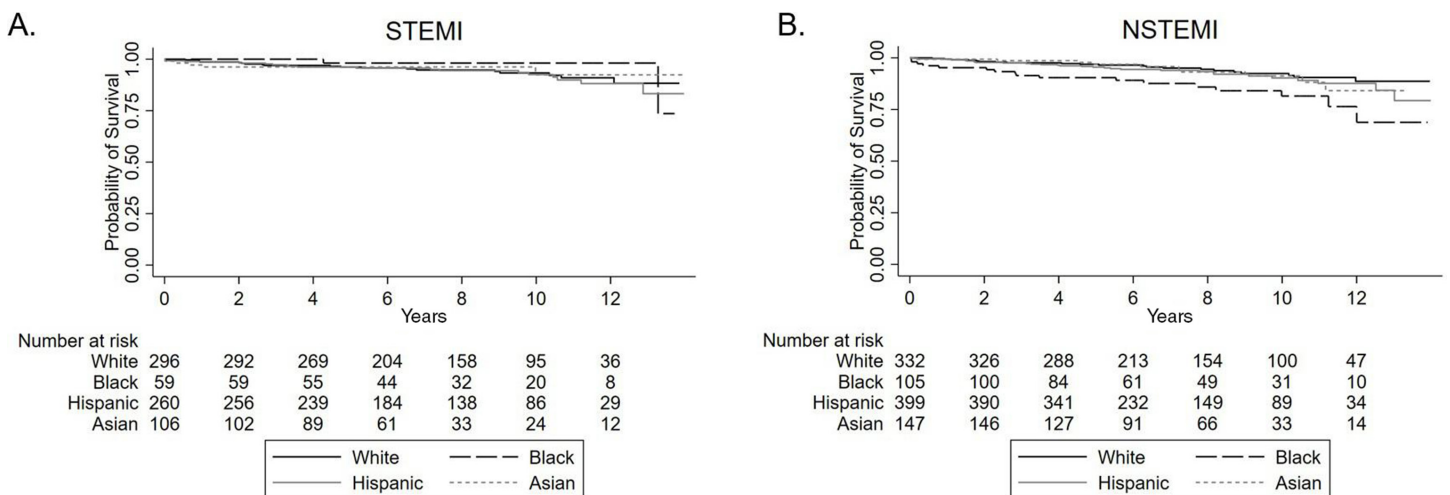 A.
STEMI
Probability of Survival
1.00
0.75
0.50
0.25
0.00
0 2 4 6 8 10 12
Years
Number at risk
White 296 292 269 204 158 95 36
Black 59 59 55 44 32 20 8
Hispanic 260 256 239 184 138 86 29
Asian 106 102 89 61 33 24 12
White Black
Hispanic Asian
B.
NSTEMI
Probability of Survival
1.00
0.75
0.50
0.25
0.00
0 2 4 6 8 10 12
Years
Number at risk
White 332 326 288 213 154 100 47
Black 105 100 84 61 49 31 10
Hispanic 399 390 341 232 149 89 34
Asian 147 146 127 91 66 33 14
White Black
Hispanic Asian